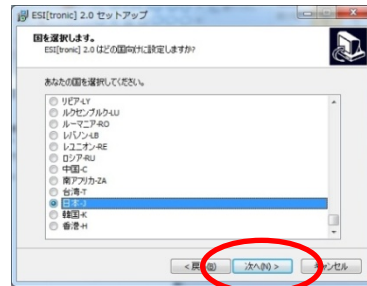 ESI[tronic] 2.0 セットアップ
国を選択します。
ESI[tronic] 2.0 はどの国向けに設定しますか?
あなたの国を選択してください。
リビア-LY
ルクセンブルク-LU
ルーマニア-RO
レバノン-LB
レユニオン-RE
ロシア-RU
中国-C
南アフリカ-ZA
台湾-T
日本-J
韓国-K
香港-H
< 戻る(B) 次へ(N) > キャンセル